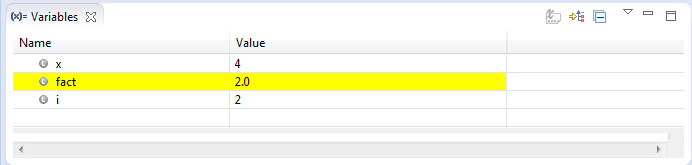 (x)= Variables
Name Value
x 4
fact 2.0
i 2